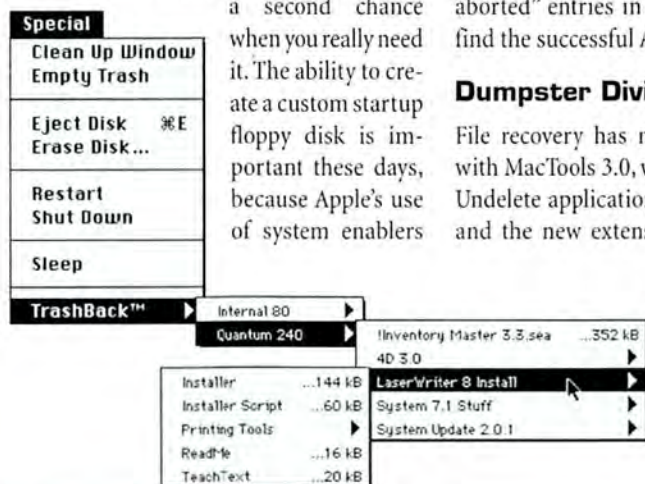 Special
Clean Up Window
Empty Trash
Eject Disk ⌘E
Erase Disk...
Restart
Shut Down
Sleep
TrashBack™
Internal 80
Quantum 240
!Inventory Master 3.3.sea ...352 kB
4D 3.0
LaserWriter 8 Install
System 7.1 Stuff
System Update 2.0.1
Installer ...144 kB
Installer Script ...60 kB
Printing Tools
ReadMe ...16 kB
TeachText ...20 kB
a second chance
when you really need
it. The ability to cre-
ate a custom startup
floppy disk is im-
portant these days,
because Apple's use
of system enablers
aborted” entries in
find the successful
Dumpster
File recovery has
with MacTools 3.0,
Undelete application
and the new